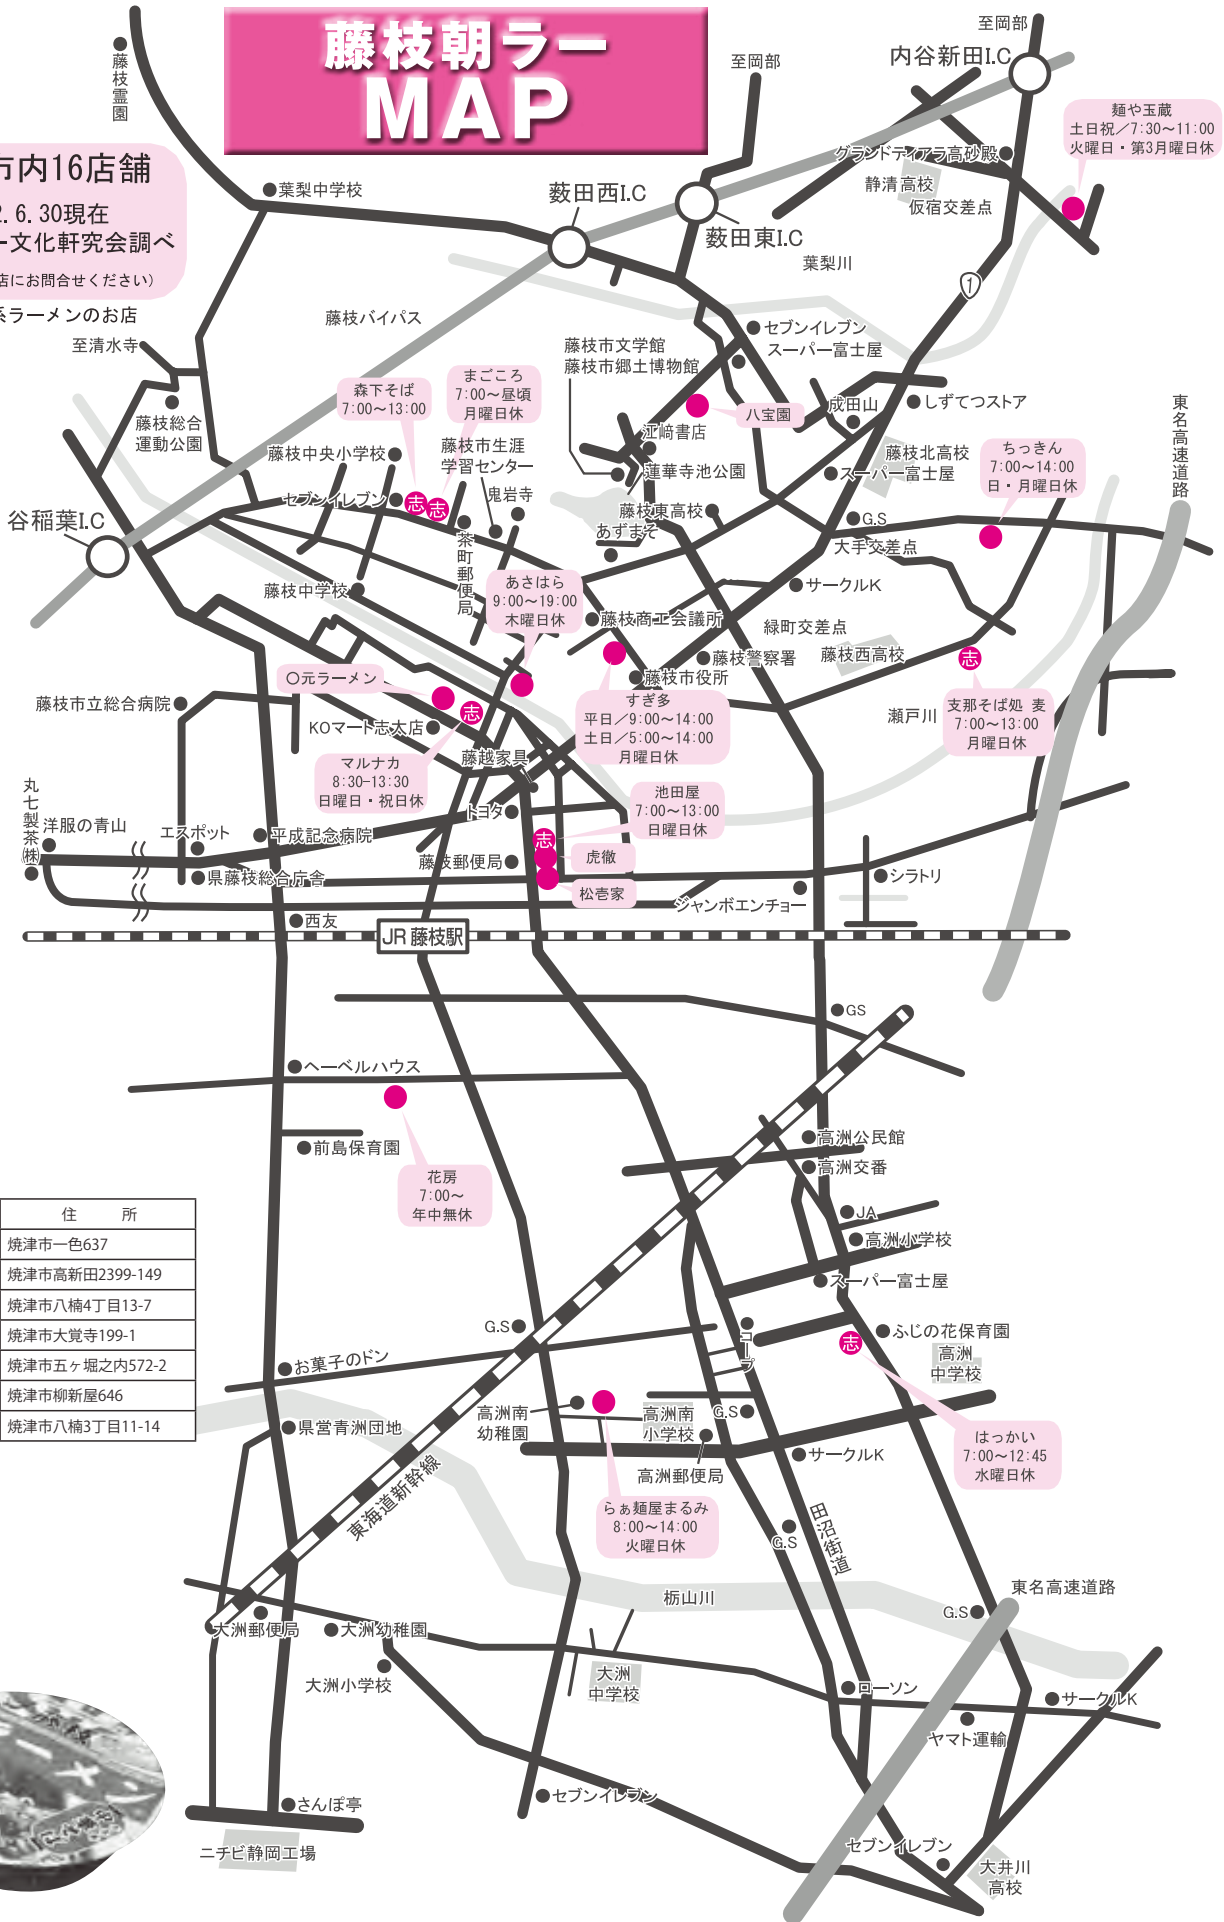 藤枝朝ラー
MAP
市内16店舗
2.6.30現在
ー文化軒究会調べ
店にお問合せください)
系ラーメンのお店
至清水寺
藤枝霊園
葉梨中学校
藤枝バイパス
薮田西I.C
薮田東I.C
至岡部
至岡部
内谷新田I.C
麺や玉蔵
土日祝／7:30～11:00
火曜日・第3月曜日休
グランドティアラ高砂殿
静清高校
仮宿交差点
葉梨川
1
セブンイレブン
スーパー富士屋
藤枝市文学館
藤枝市郷土博物館
森下そば
7:00～13:00
まごころ
7:00～昼頃
月曜日休
八宝園
成田山
しずてつストア
東名高速道路
藤枝総合
運動公園
藤枝中央小学校
藤枝市生涯
学習センター
江﨑書店
蓮華寺池公園
藤枝北高校
スーパー富士屋
ちっきん
7:00～14:00
日・月曜日休
セブンイレブン
志
志
鬼岩寺
藤枝東高校
あずまそ
G.S
大手交差点
谷稲葉I.C
茶町郵便局
藤枝中学校
あさはら
9:00～19:00
木曜日休
サークルK
藤枝商工会議所
緑町交差点
藤枝警察署
藤枝西高校
藤枝市役所
志
〇元ラーメン
藤枝市立総合病院
志
KOマート志太店
すぎ多
平日／9:00～14:00
土日／5:00～14:00
月曜日休
瀬戸川
支那そば処 麦
7:00～13:00
月曜日休
藤越家具
マルナカ
8:30-13:30
日曜日・祝日休
池田屋
7:00～13:00
日曜日休
丸七製茶㈱
洋服の青山
エスポット
平成記念病院
トヨタ
志
藤枝郵便局
虎徹
松壱家
県藤枝総合庁舎
シラトリ
ジャンボエンチョー
西友
JR 藤枝駅
GS
ヘーベルハウス
前島保育園
花房
7:00～
年中無休
高洲公民館
高洲交番
JA
高洲小学校
スーパー富士屋
住　所
焼津市一色637
焼津市高新田2399-149
焼津市八楠4丁目13-7
焼津市大覚寺199-1
焼津市五ヶ堀之内572-2
焼津市柳新屋646
焼津市八楠3丁目11-14
G.S
コープ
志
ふじの花保育園
高洲
中学校
お菓子のドン
高洲南
幼稚園
高洲南
小学校
G.S
県営青洲団地
高洲郵便局
サークルK
はっかい
7:00～12:45
水曜日休
東海道新幹線
らぁ麺屋まるみ
8:00～14:00
火曜日休
G.S
田沼街道
栃山川
東名高速道路
G.S
大洲郵便局
大洲幼稚園
大洲小学校
大洲
中学校
ローソン
サークルK
ヤマト運輸
さんぽ亭
セブンイレブン
ニチビ静岡工場
セブンイレブン
大井川
高校